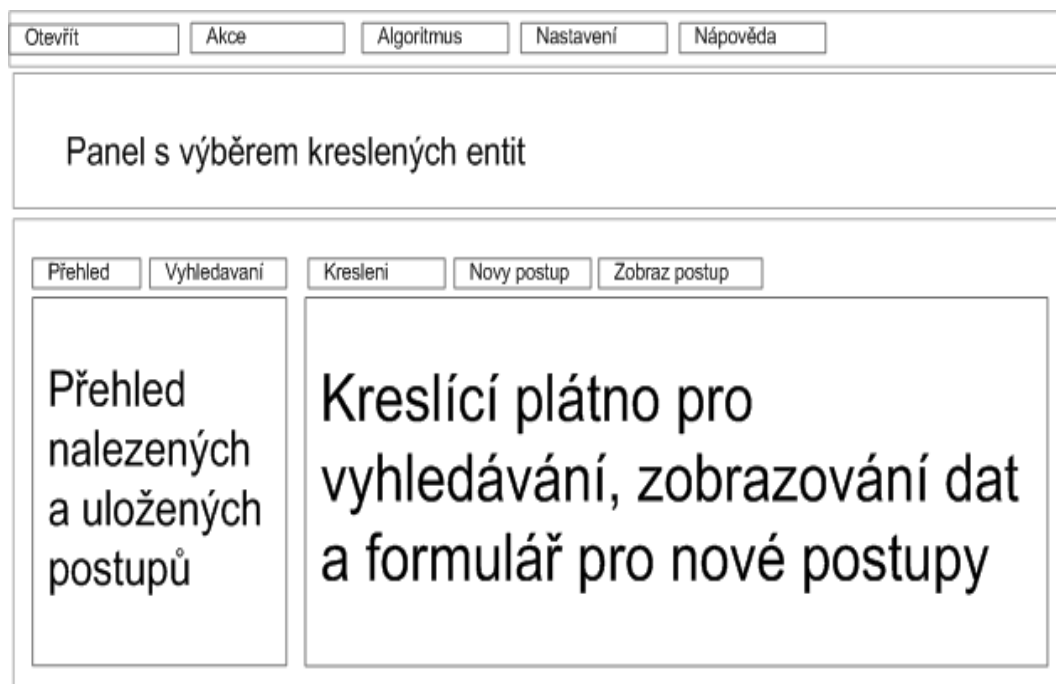 Otevřít Akce Algoritmus Nastavení Nápověda
Panel s výběrem kreslených entit
Přehled Vyhledavaní Kresleni Novy postup Zobraz postup
Přehled
nalezených
a uložených
postupů
Kreslící plátno pro
vyhledávání, zobrazování dat
a formulář pro nové postupy